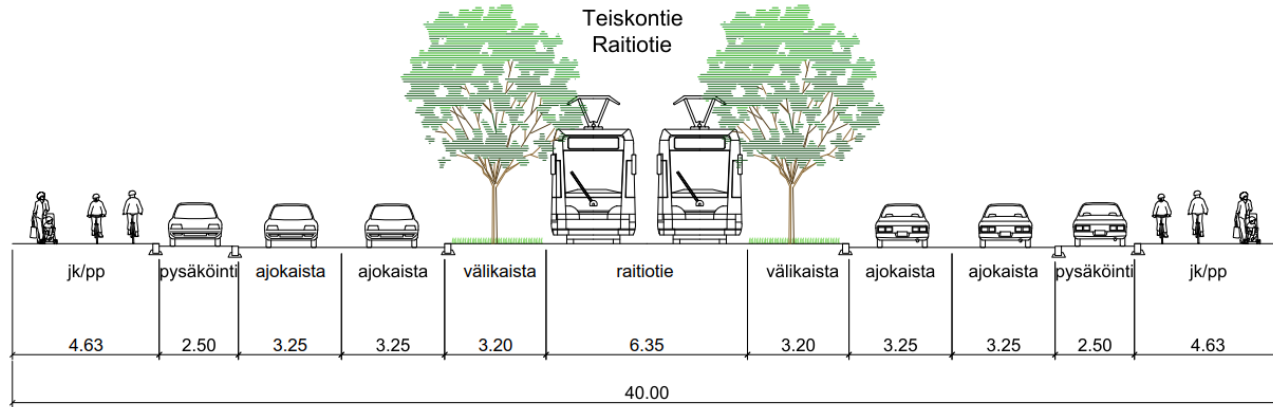 Teiskontie
Raitiotie
jk/pp pysäköinti ajokaista ajokaista välikaista raitiotie välikaista ajokaista ajokaista pysäköinti jk/pp
4.63 2.50 3.25 3.25 3.20 6.35 3.20 3.25 3.25 2.50 4.63
40.00